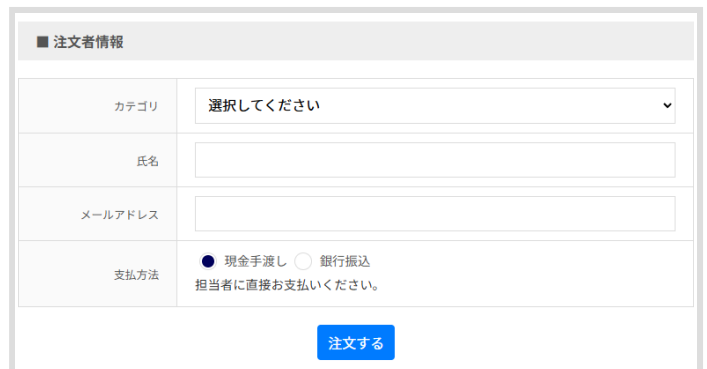 ■ 注文者情報
カテゴリ
選択してください
氏名
メールアドレス
支払方法
現金手渡し 銀行振込
担当者に直接お支払いください。
注文する